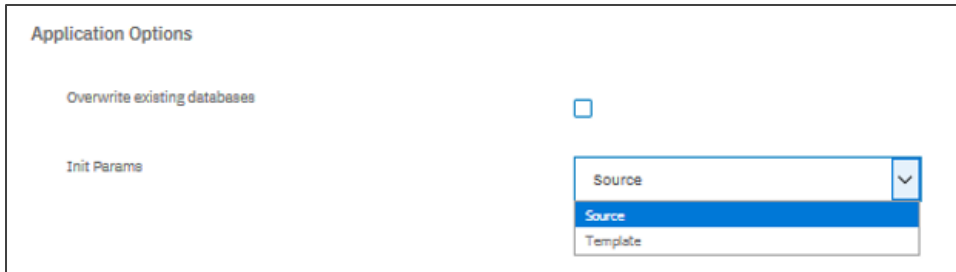 Application Options
Overwrite existing databases
Init Params
Source
Source
Template